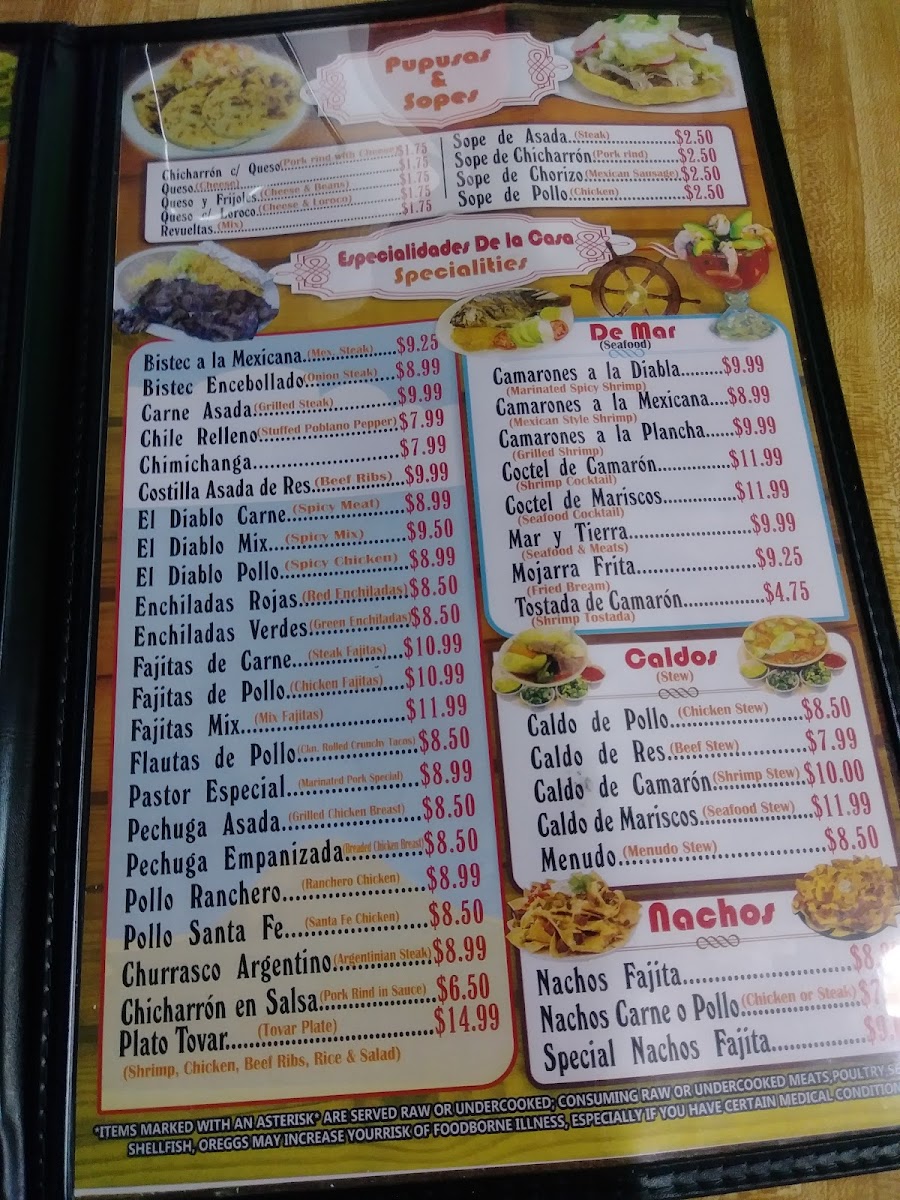 Pupusas
&
Sopes
Chicharrón c/ Queso(Pork rind with Cheese)$1.75
Queso.(Cheese) $1.75
Queso y Frijoles.(Cheese & Beans) $1.75
Queso c/ Loroco.(Cheese & Loroco) $1.75
Revueltas.(Mix) $1.75
Sope de Asada..(Steak) $2.50
Sope de Chicharrón(Pork rind) $2.50
Sope de Chorizo.(Mexican Sausage)$2.50
Sope de Pollo.(Chicken) $2.50
Especialidades De la Casa
Specialities
Bistec a la Mexicana.(Mex. Steak).....$9.25
Bistec Encebollado(Onion Steak)......$8.99
Carne Asada(Grilled Steak) $9.99
Chile Relleno(Stuffed Poblano Pepper)$7.99
Chimichanga......................$7.99
Costilla Asada de Res.(Beef Ribs)..$9.99
El Diablo Carne..(Spicy Meat) $8.99
El Diablo Mix...(Spicy Mix) $9.50
El Diablo Pollo.(Spicy Chicken) $8.99
Enchiladas Rojas.(Red Enchiladas)$8.50
Enchiladas Verdes.(Green Enchiladas)$8.50
Fajitas de Carne...(Steak Fajitas) $10.99
Fajitas de Pollo.(Chicken Fajitas) $10.99
Fajitas Mix...(Mix Fajitas) $11.99
Flautas de Pollo(Ckn. Rolled Crunchy Tacos) $8.50
Pastor Especial.(Marinated Pork Special) $8.99
Pechuga Asada..(Grilled Chicken Breast) $8.50
Pechuga Empanizada(Breaded Chicken Breast)$8.50
Pollo Ranchero...(Ranchero Chicken) $8.99
Pollo Santa Fe...(Santa Fe Chicken) $8.50
Churrasco Argentino.(Argentinian Steak)$8.99
Chicharrón en Salsa(Pork Rind in Sauce) $6.50
Plato Tovar...(Tovar Plate) $14.99
(Shrimp, Chicken, Beef Ribs, Rice & Salad)
De Mar
(Seafood)
Camarones a la Diabla.........$9.99
(Marinated Spicy Shrimp)
Camarones a la Mexicana....$8.99
(Mexican Style Shrimp)
Camarones a la Plancha......$9.99
(Grilled Shrimp)
Coctel de Camarón.............$11.99
(Shrimp Cocktail)
Coctel de Mariscos.............$11.99
(Seafood Cocktail)
Mar y Tierra......................$9.99
(Seafood & Meats)
Mojarra Frita.....................$9.25
(Fried Bream)
Tostada de Camarón...............$4.75
(Shrimp Tostada)
Caldos
(Stew)
Caldo de Pollo..(Chicken Stew) $8.50
Caldo de Res.(Beef Stew) $7.99
Caldo de Camarón(Shrimp Stew)$10.00
Caldo de Mariscos.(Seafood Stew) $11.99
Menudo..(Menudo Stew) $8.50
Nachos
Nachos Fajita.......................$8.
Nachos Carne o Pollo(Chicken or Steak)$7.
Special Nachos Fajita................$9.
*ITEMS MARKED WITH AN ASTERISK* ARE SERVED RAW OR UNDERCOOKED; CONSUMING RAW OR UNDERCOOKED MEATS,POULTRY,
SHELLFISH, OREGGS MAY INCREASE YOURRISK OF FOODBORNE ILLNESS, ESPECIALLY IF YOU HAVE CERTAIN MEDICAL